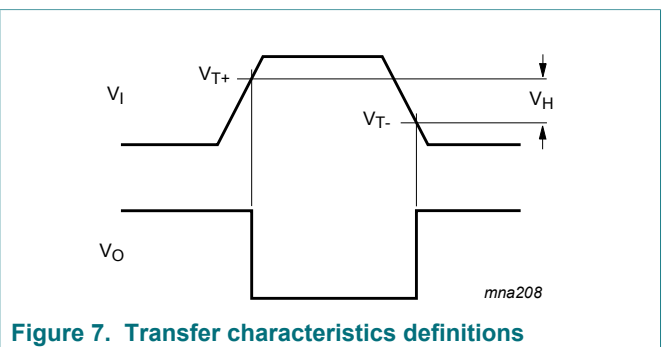 V_T+
V_I
V_H
V_T-
V_O
mna208
Figure 7. Transfer characteristics definitions